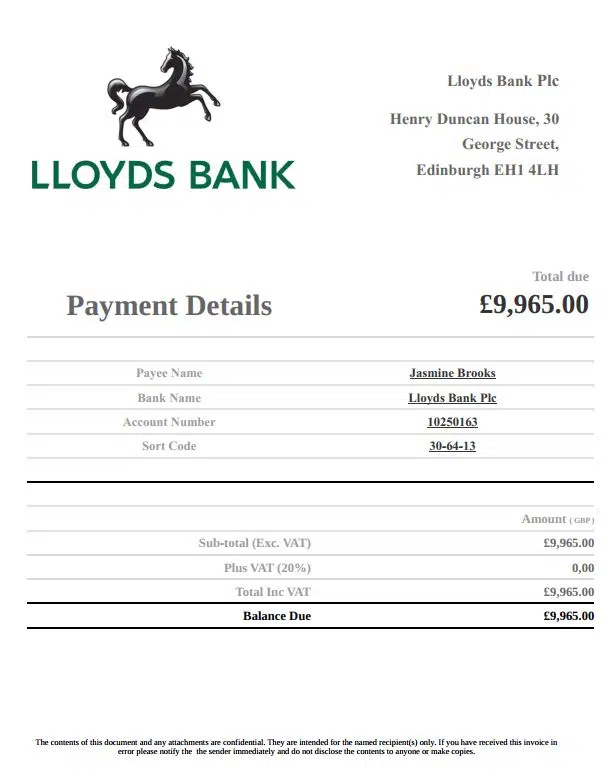 LLOYDS BANK
Lloyds Bank Plc
Henry Duncan House, 30
George Street,
Edinburgh EH1 4LH
Total due
Payment Details
£9,965.00
Payee Name Jasmine Brooks
Bank Name Lloyds Bank Plc
Account Number 10250163
Sort Code 30-64-13
Amount ( GBP )
Sub-total (Exc. VAT) £9,965.00
Plus VAT (20%) 0,00
Total Inc VAT £9,965.00
Balance Due £9,965.00
The contents of this document and any attachments are confidential. They are intended for the named recipient(s) only. If you have received this invoice in
error please notify the the sender immediately and do not disclose the contents to anyone or make copies.